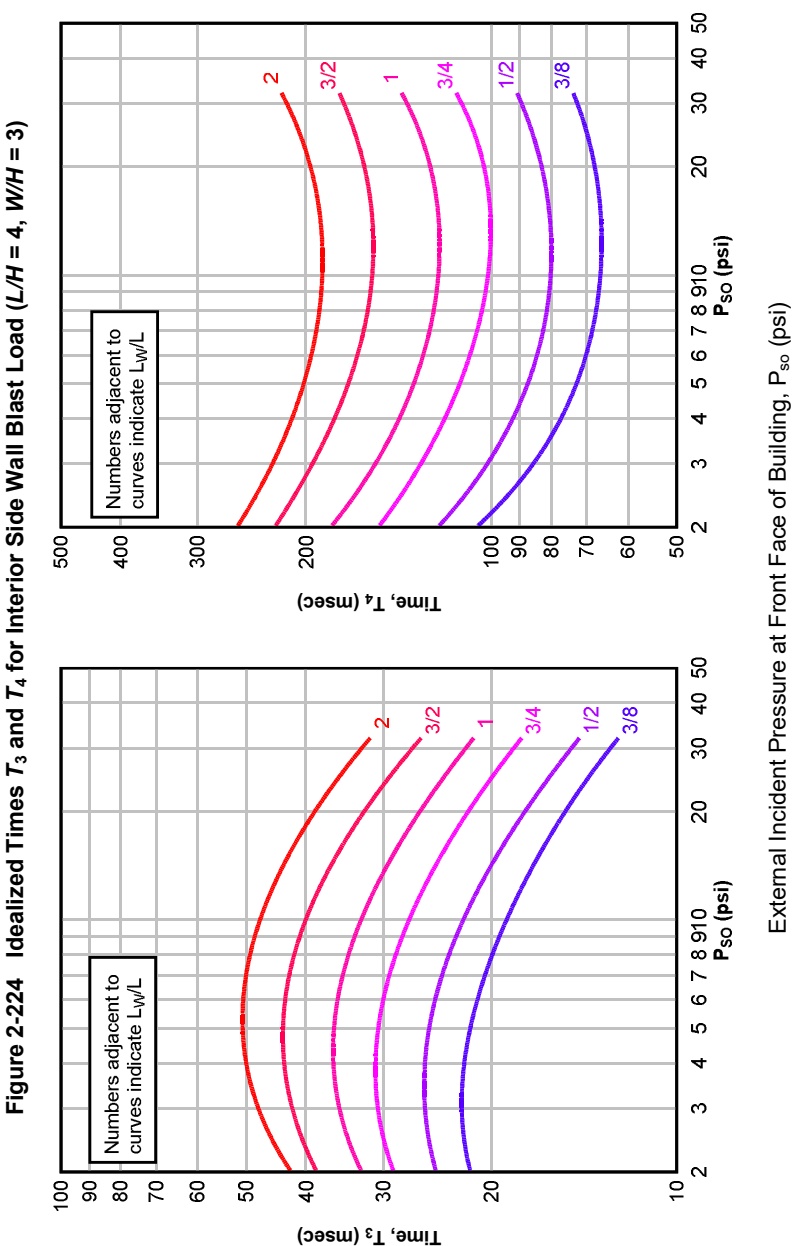 Figure 2-224 Idealized Times T3 and T4 for Interior Side Wall Blast Load (L/H = 4, W/H = 3)
Time, T3 (msec)
100
90
80
70
60
50
40
30
20
10
Numbers adjacent to
curves indicate LW/L
2
3/2
1
3/4
1/2
3/8
2 3 4 5 6 7 8 9 10 20 30 40 50
PSO (psi)
Time, T4 (msec)
500
400
300
200
100
90
80
70
60
50
Numbers adjacent to
curves indicate LW/L
2
3/2
1
3/4
1/2
3/8
2 3 4 5 6 7 8 9 10 20 30 40 50
PSO (psi)
External Incident Pressure at Front Face of Building, Pso (psi)